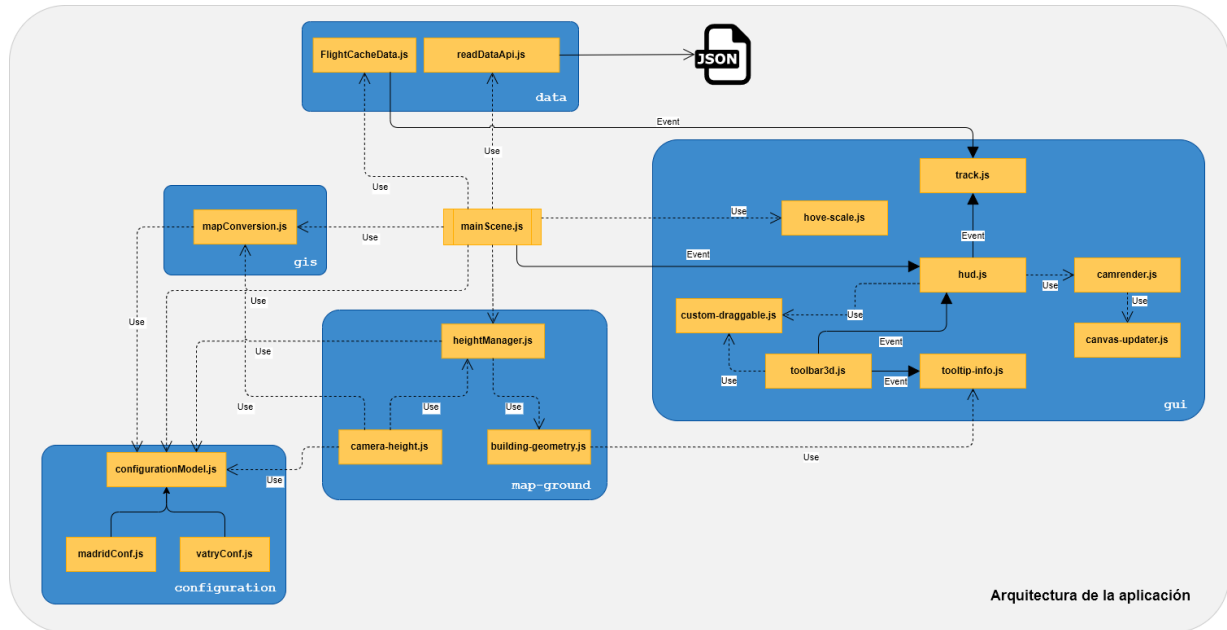 FlightCacheData.js
readDataApi.js
JSON
data
Event
Use
Use
track.js
mapConversion.js
gis
Use
mainScene.js
Use
hove-scale.js
Event
Event
hud.js
Use
camrender.js
Use
Use
custom-draggable.js
Use
canvas-updater.js
Event
toolbar3d.js
Use
Event
tooltip-info.js
gui
Use
Use
Use
heightManager.js
Use
Use
Use
camera-height.js
building-geometry.js
Use
map-ground
configurationModel.js
Use
madridConf.js
vatryConf.js
configuration
Arquitectura de la aplicación